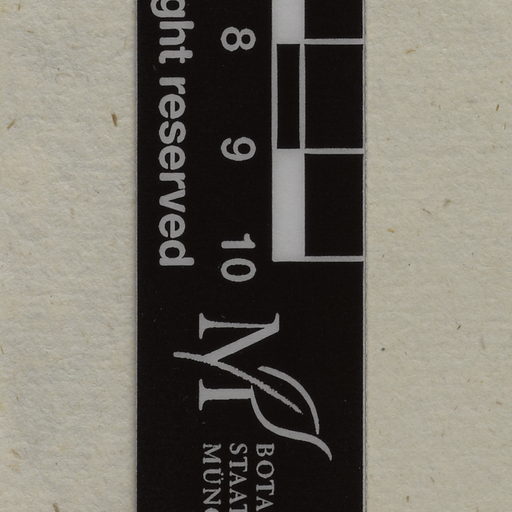 ght reserved
8 9 10
M
BOTA
STAAT
MÜNC